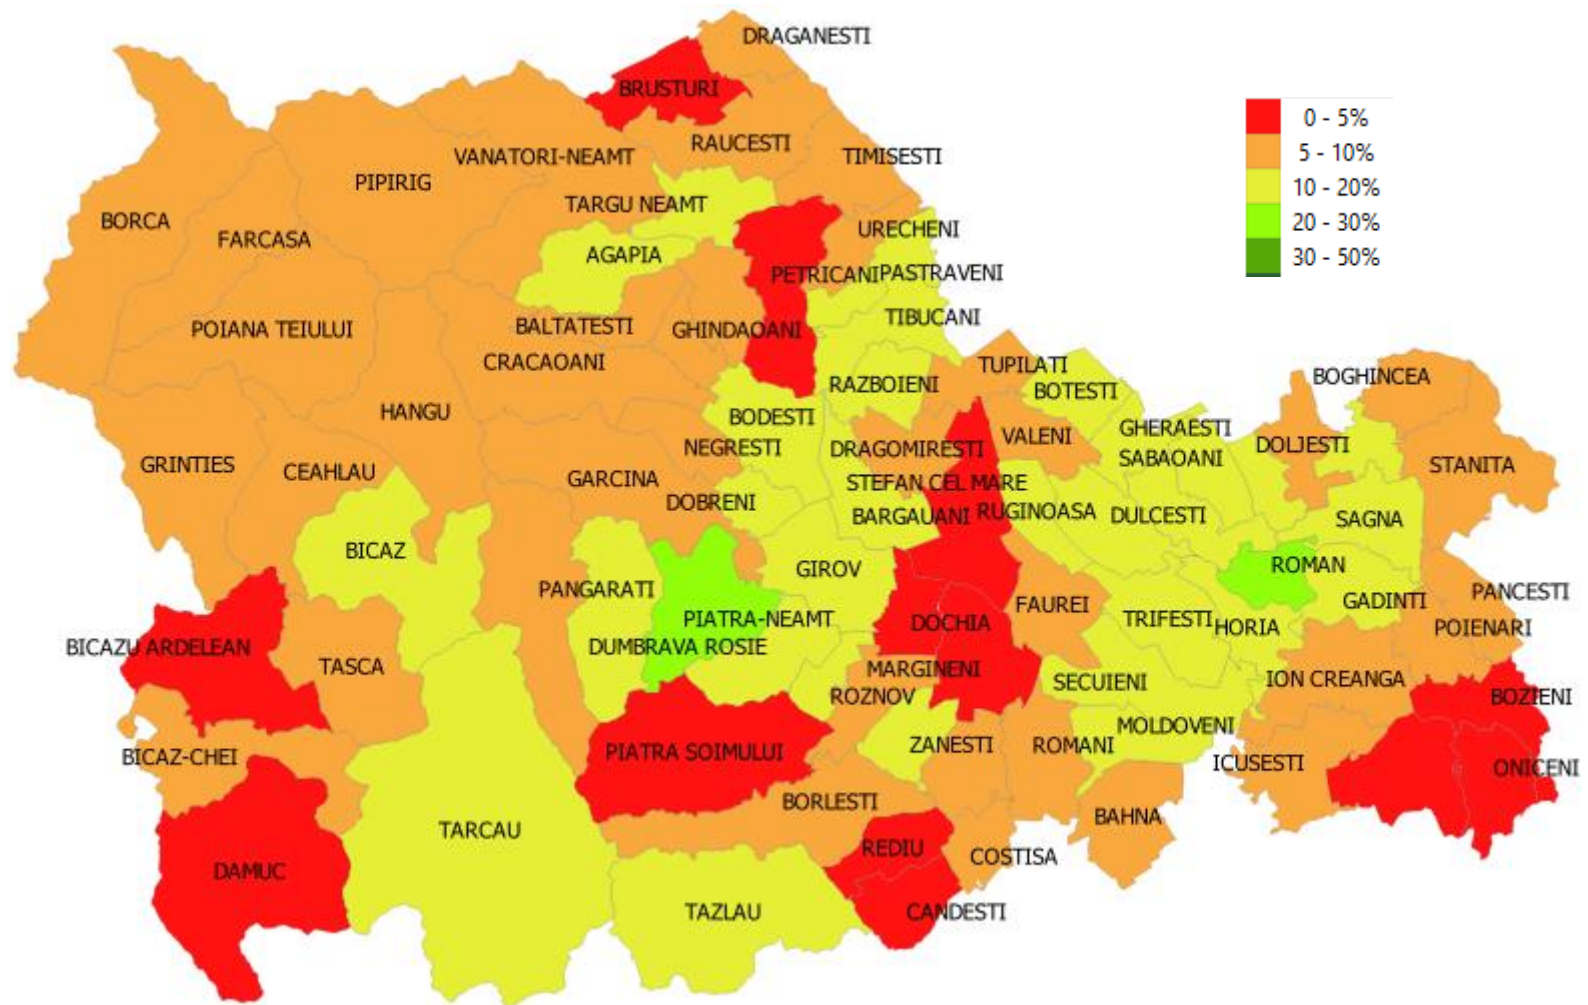 DRAGANESTI
BRUSTURI
0 - 5%
5 - 10%
10 - 20%
20 - 30%
30 - 50%
RAUCESTI
VANATORI-NEAMT
TIMISESTI
PIPIRIG
TARGU NEAMT
BORCA
URECHENI
FARCASA
AGAPIA
PETRICANI
PASTRAVENI
TIBUCANI
POIANA TEIULUI
BALTATESTI
GHINDAOANI
CRACAOANI
TUPILATI
BOGHINCEA
RAZBOIENI
BOTESTI
HANGU
BODESTI
GHERAESTI
VALENI
DOLJESTI
NEGRESTI
DRAGOMIRESTI
SABAOANI
GRINTIES
STANITA
CEAHLAU
GARCINA
STEFAN CEL MARE
DOBRENI
BARGAUANI
RUGINOASA
DULCESTI
SAGNA
BICAZ
GIROV
ROMAN
PANGARATI
PANCESTI
FAUREI
GADINTI
PIATRA-NEAMT
DOCHIA
TRIFESTI
HORIA
POIENARI
BICAZU ARDELEAN
DUMBRAVA ROSIE
TASCA
MARGINENI
ION CREANGA
SECUIENI
ROZNOV
BOZIENI
MOLDOVENI
PIATRA SOIMULUI
ZANESTI
ROMANI
BICAZ-CHEI
ICUSESTI
ONICENI
BORLESTI
BAHNA
TARCAU
REDIU
COSTISA
DAMUC
TAZLAU
CANDESTI